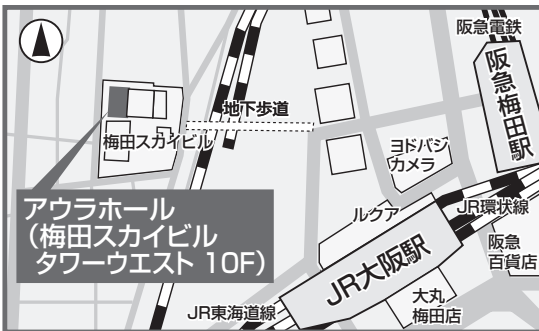 阪急電鉄
阪急梅田駅
地下歩道
梅田スカイビル
ヨドバシ
カメラ
アウラホール
（梅田スカイビル
タワーウエスト 10F）
ルクア
JR環状線
JR大阪駅
阪急
百貨店
大丸
梅田店
JR東海道線